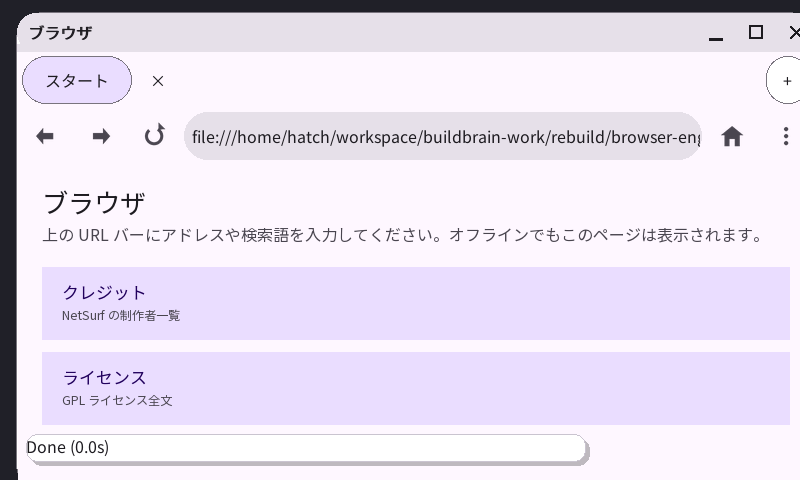 ブラウザ
スタート
file:///home/hatch/workspace/buildbrain-work/rebuild/browser-eng
ブラウザ
上の URL バーにアドレスや検索語を入力してください。オフラインでもこのページは表示されます。
クレジット
NetSurf の制作者一覧
ライセンス
GPL ライセンス全文
Done (0.0s)